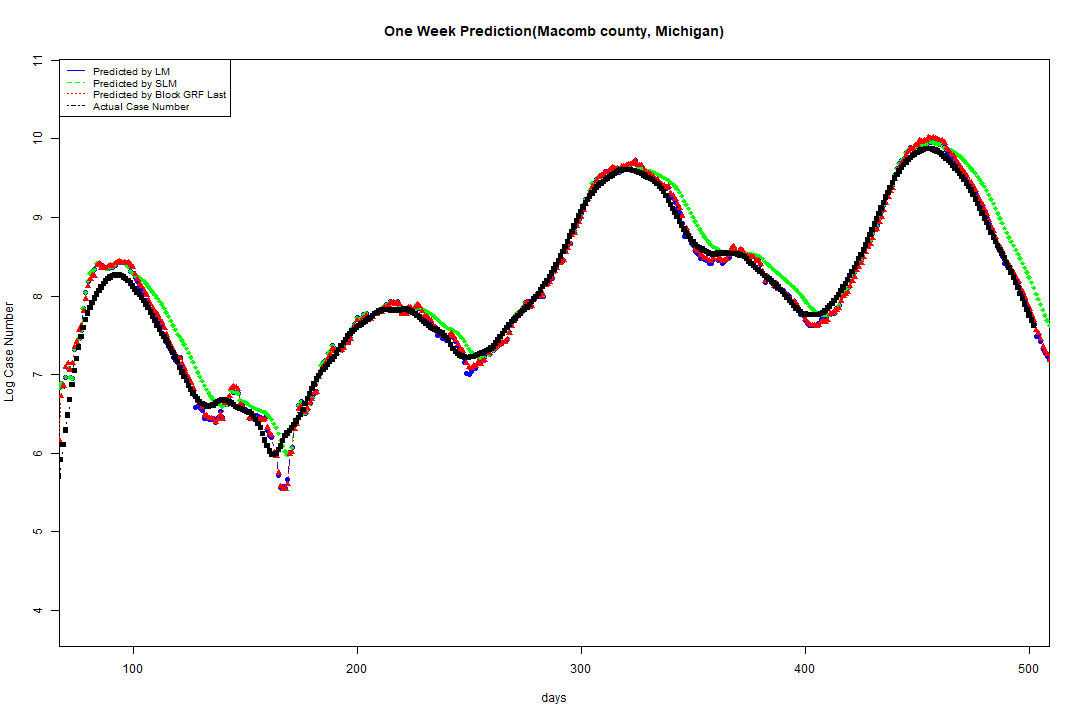 One Week Prediction(Macomb county, Michigan)
Predicted by LM
Predicted by SLM
Predicted by Block GRF Last
Actual Case Number
11
10
9
8
7
6
5
4
Log Case Number
100 200 300 400 500
days